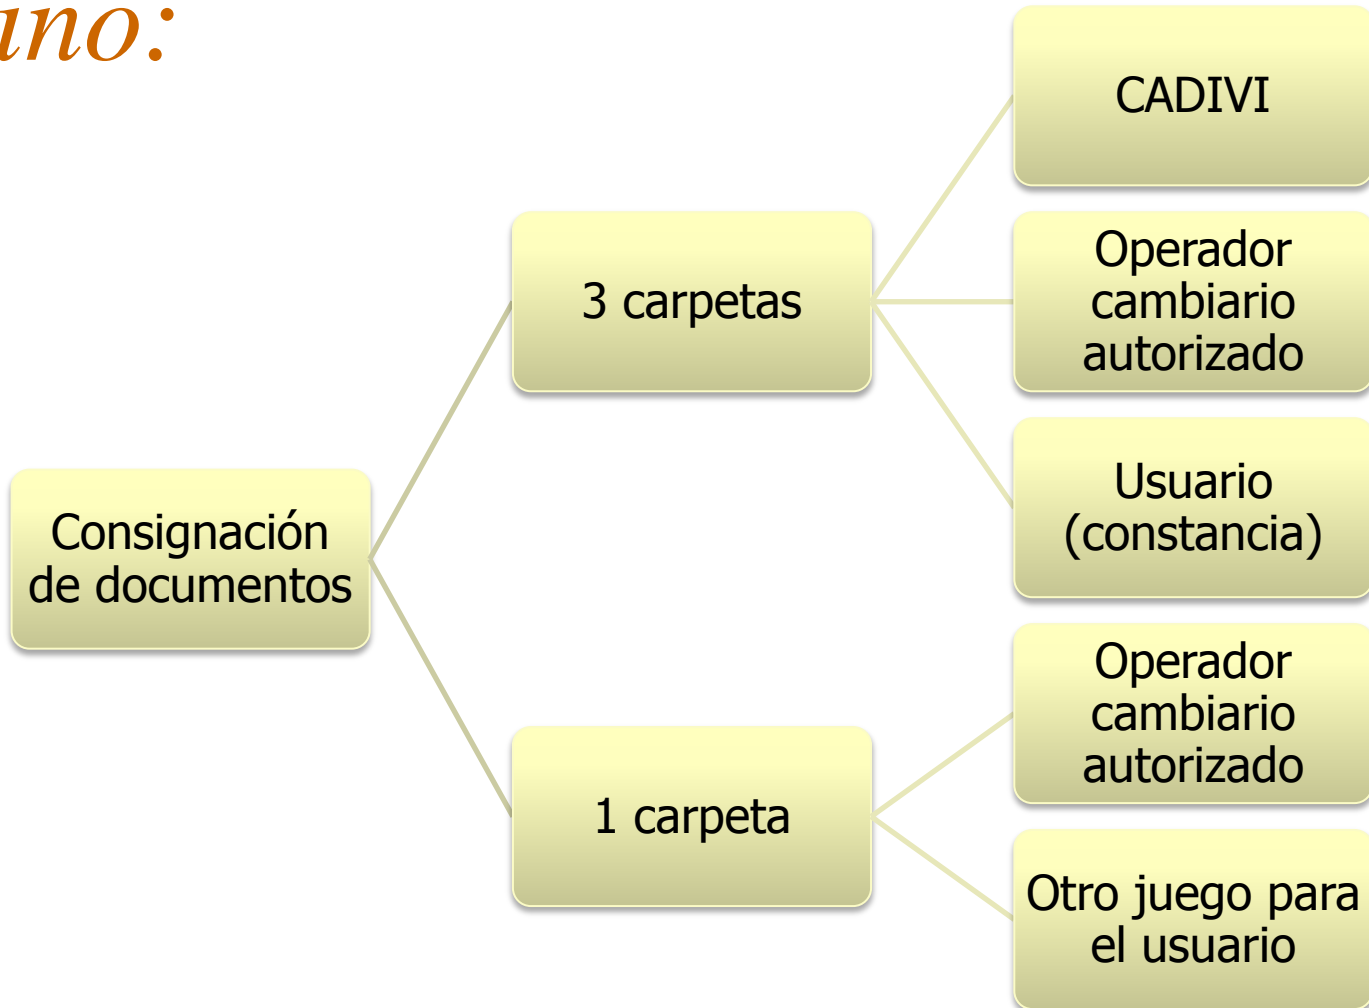 CADIVI
Operador
cambiario
autorizado
3 carpetas
Usuario
(constancia)
Consignación
de documentos
Operador
cambiario
autorizado
1 carpeta
Otro juego para
el usuario